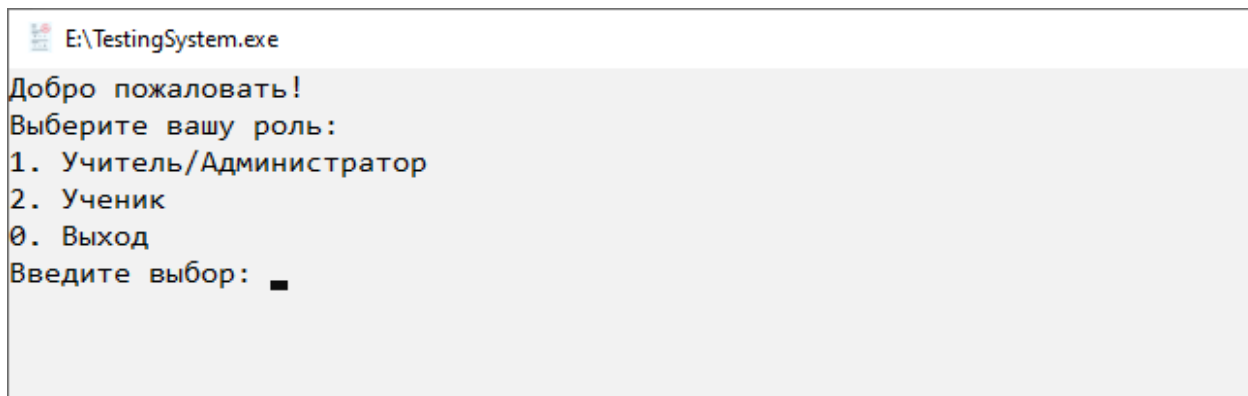 E:\TestingSystem.exe
Добро пожаловать!
Выберите вашу роль:
1. Учитель/Администратор
2. Ученик
0. Выход
Введите выбор: